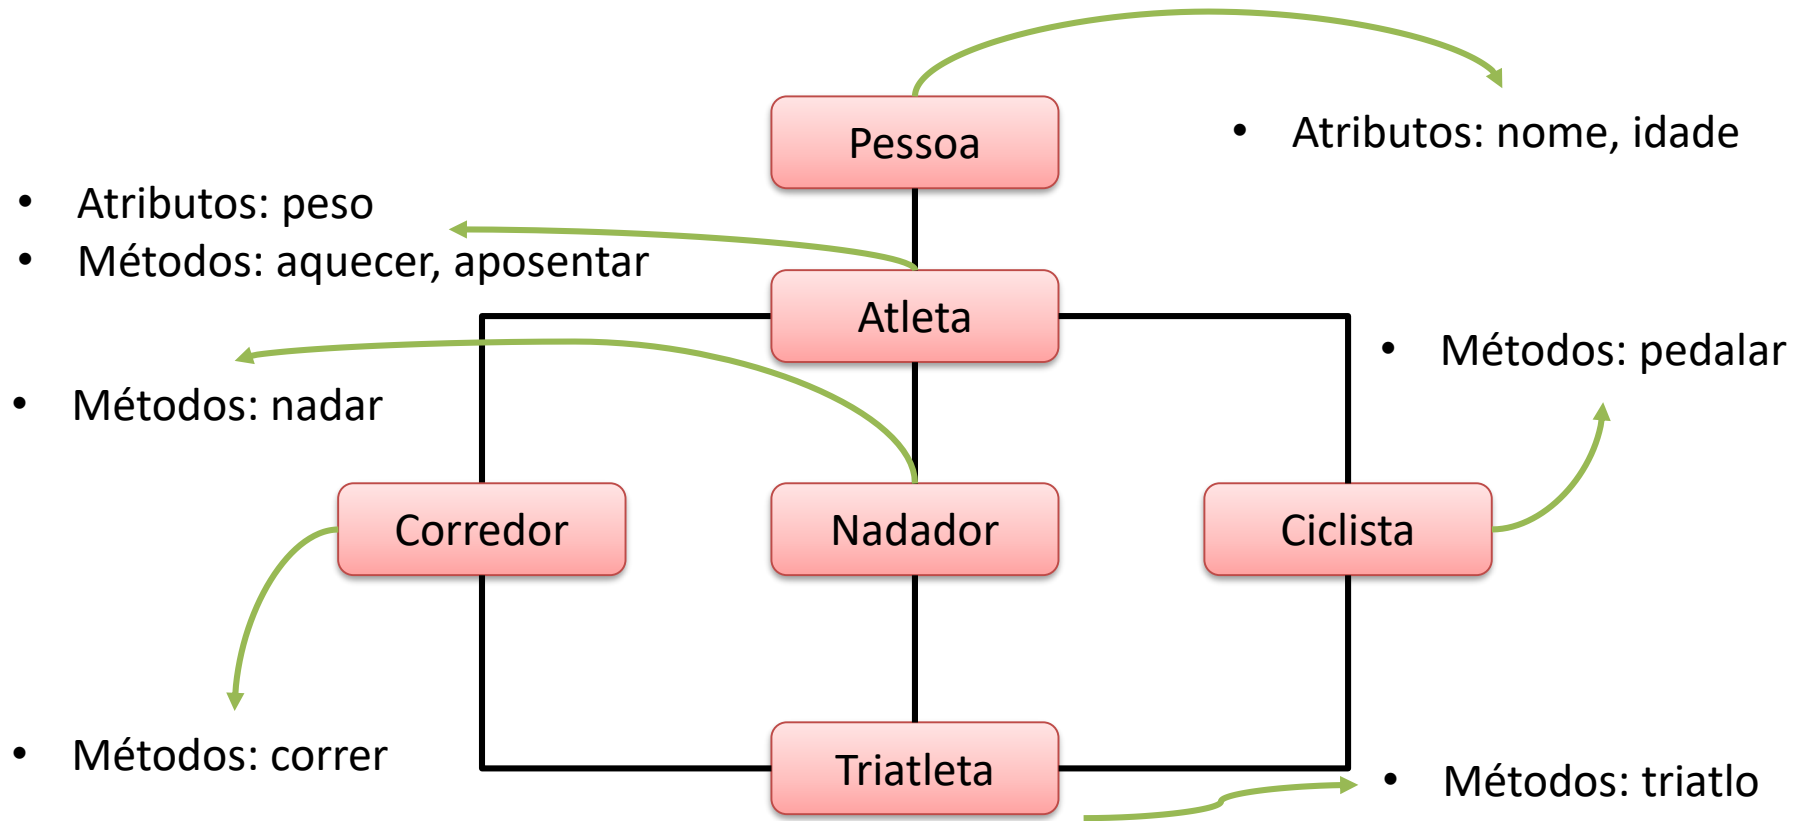 Pessoa
• Atributos: nome, idade
• Atributos: peso
• Métodos: aquecer, aposentar
Atleta
• Métodos: pedalar
• Métodos: nadar
Corredor
Nadador
Ciclista
• Métodos: correr
Triatleta
• Métodos: triatlo